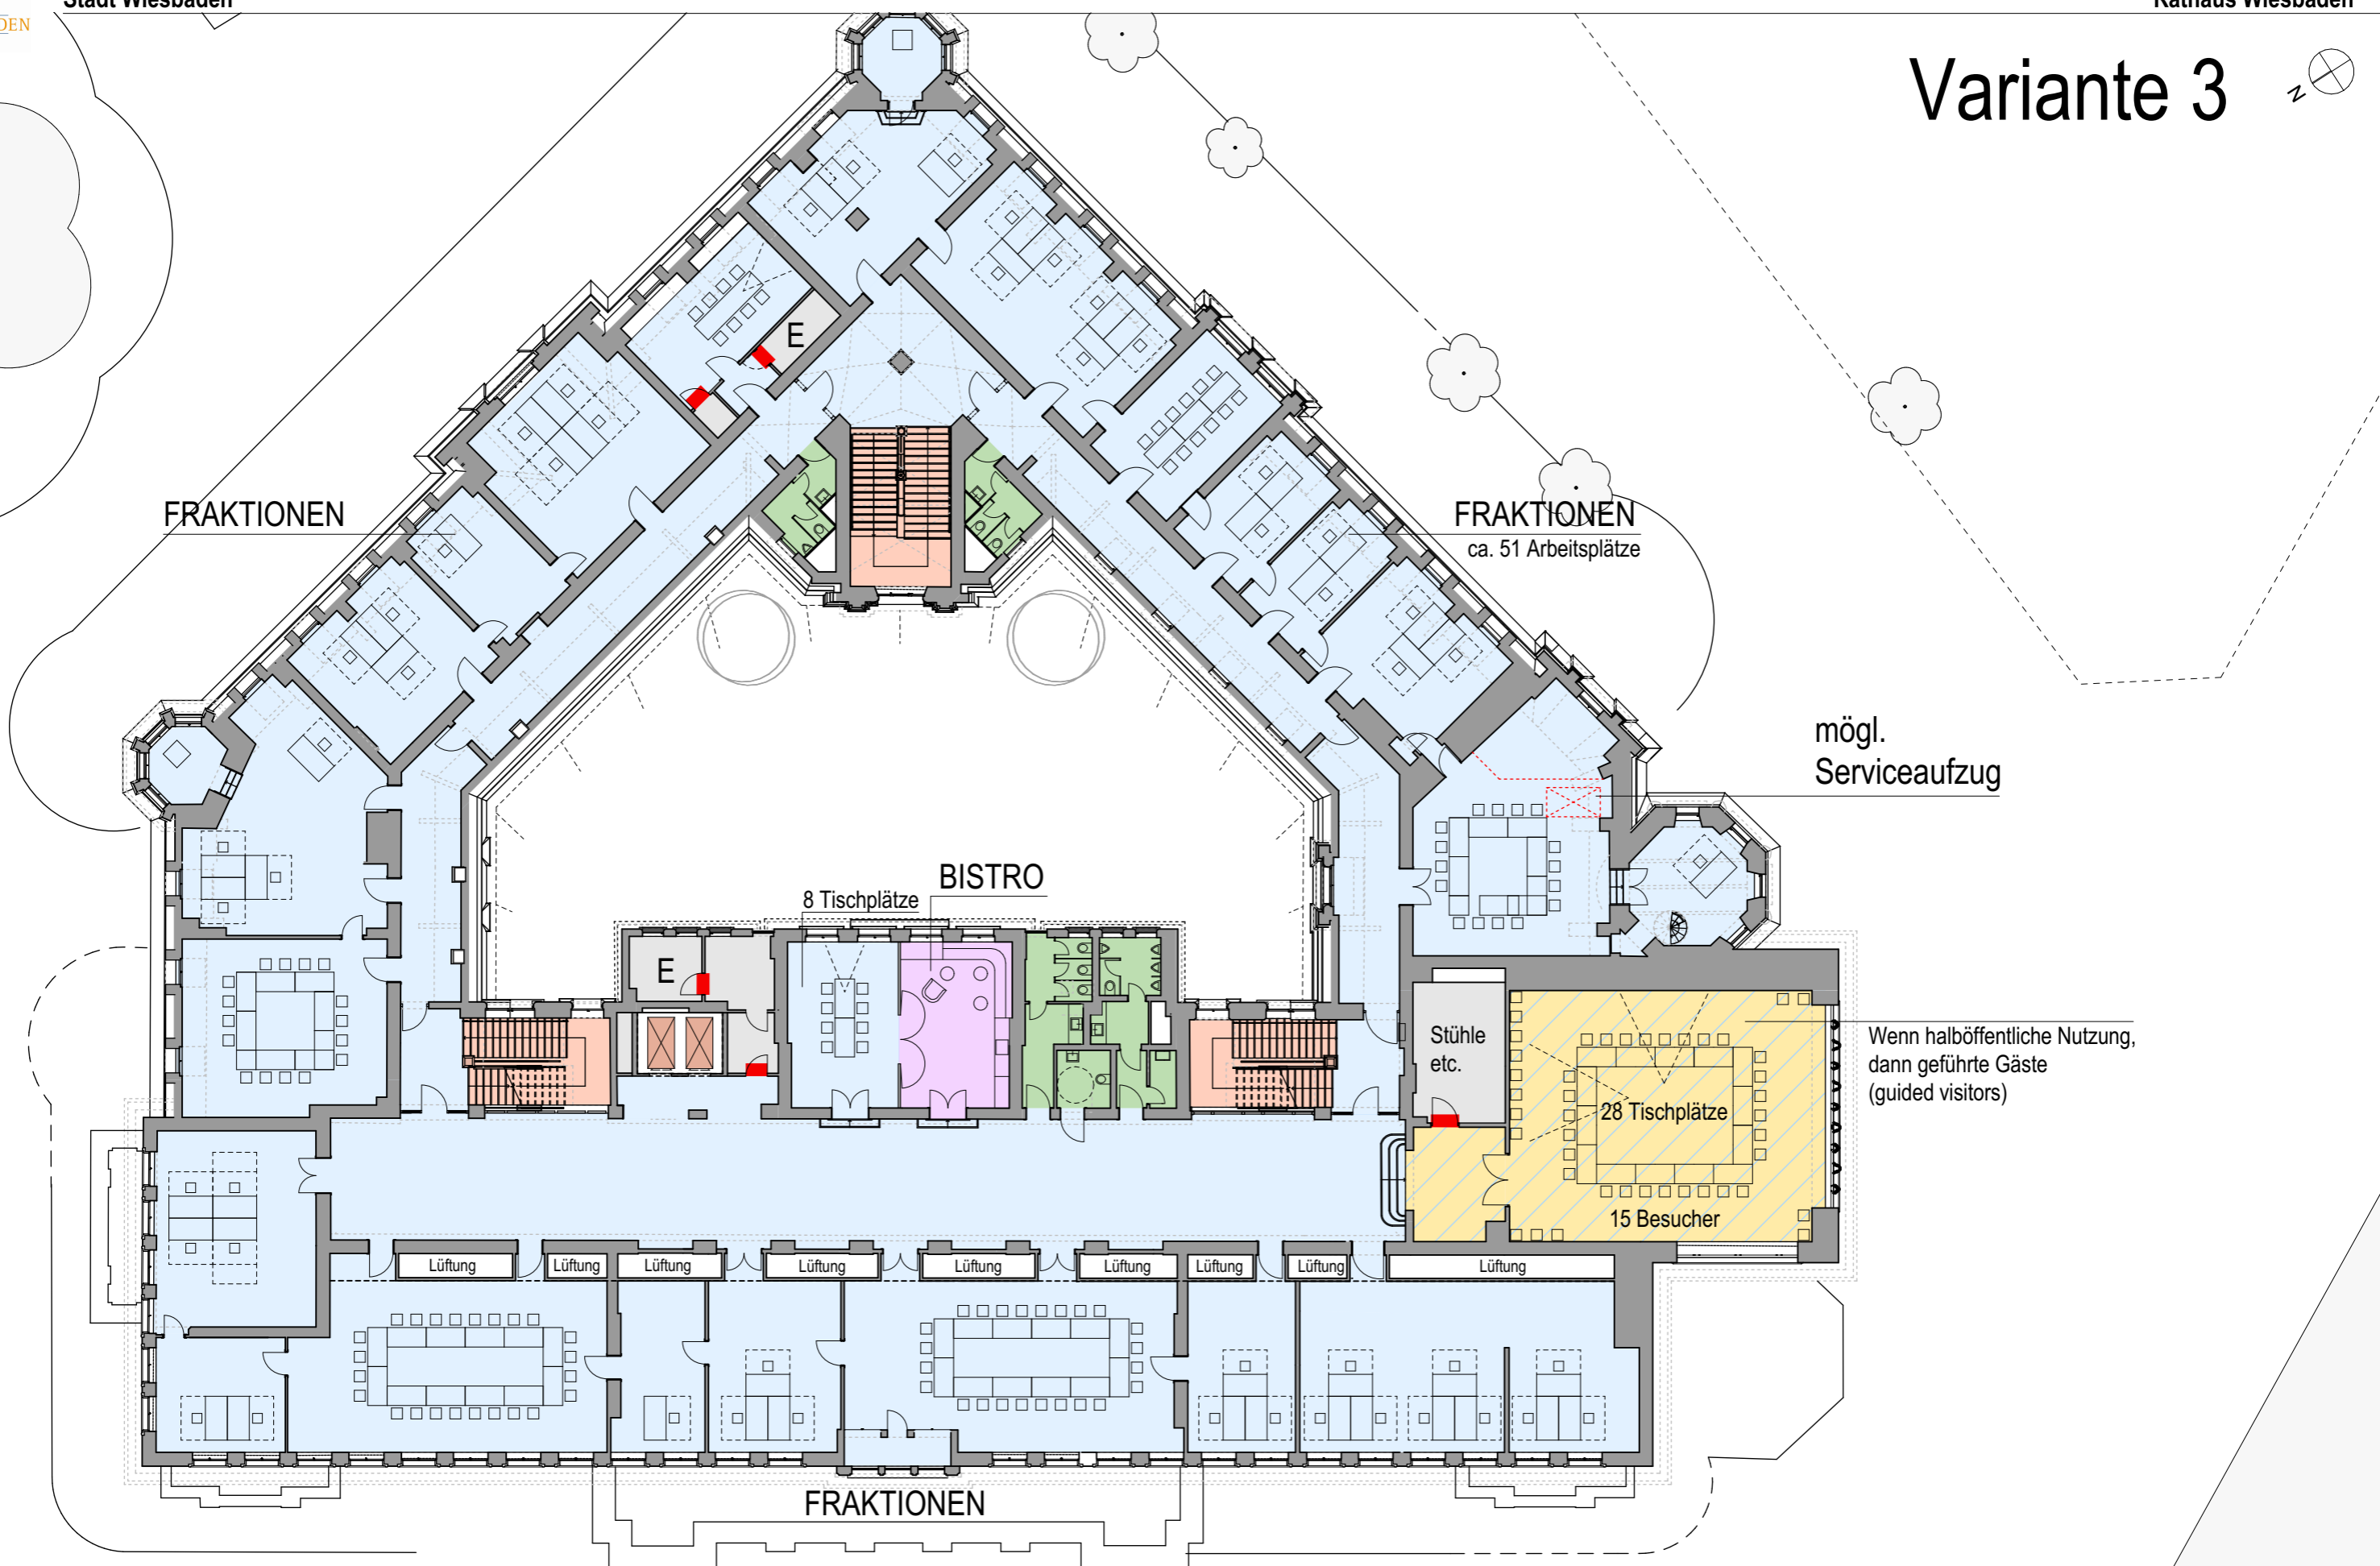 Stadt Wiesbaden
Rathaus Wiesbaden
DEN
Variante 3
N
E
FRAKTIONEN
FRAKTIONEN
ca. 51 Arbeitsplätze
mögl.
Serviceaufzug
BISTRO
8 Tischplätze
E
Stühle
etc.
Wenn halböffentliche Nutzung,
dann geführte Gäste
(guided visitors)
28 Tischplätze
15 Besucher
Lüftung
Lüftung
Lüftung
Lüftung
Lüftung
Lüftung
Lüftung
Lüftung
Lüftung
FRAKTIONEN